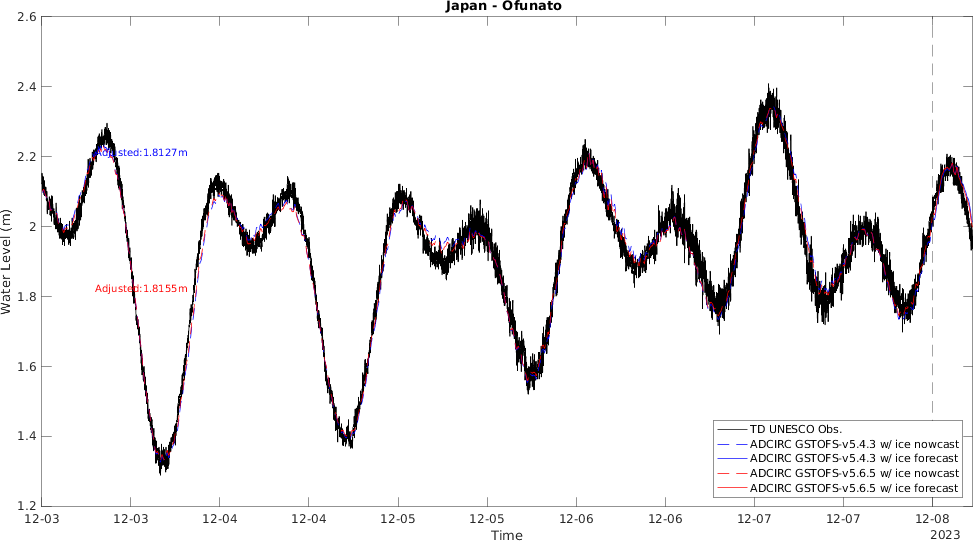 Japan - Ofunato
2.6
2.4
2.2
2
1.8
1.6
1.4
1.2
Water Level (m)
Adjusted:1.8127m
Adjusted:1.8155m
TD UNESCO Obs.
ADCIRC GSTOFS-v5.4.3 w/ ice nowcast
ADCIRC GSTOFS-v5.4.3 w/ ice forecast
ADCIRC GSTOFS-v5.6.5 w/ ice nowcast
ADCIRC GSTOFS-v5.6.5 w/ ice forecast
12-03 12-03 12-04 12-04 12-05 12-05 12-06 12-06 12-07 12-07 12-08
2023
Time